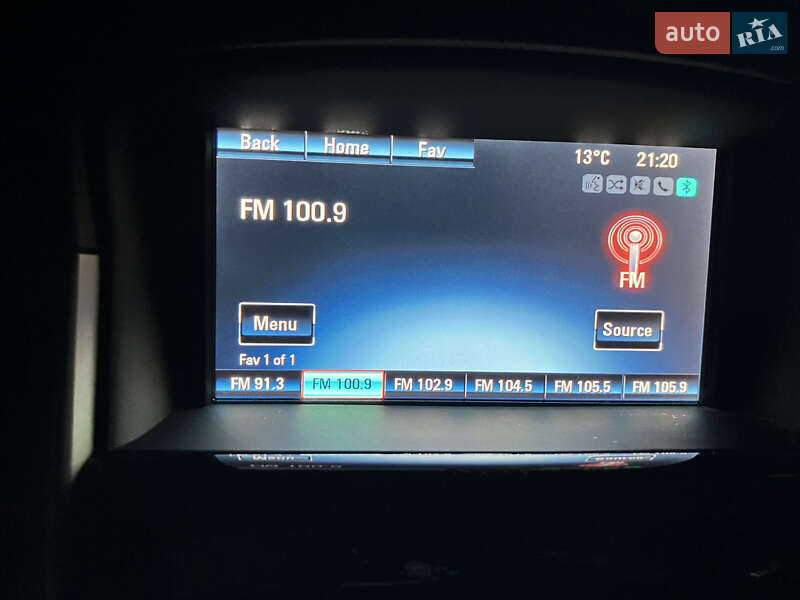 auto RIA .com
Back Home Fav
13°C 21:20
FM 100.9
FM
Menu
Source
Fav 1 of 1
FM 91.3 FM 100.9 FM 102.9 FM 104.5 FM 105.5 FM 105.9